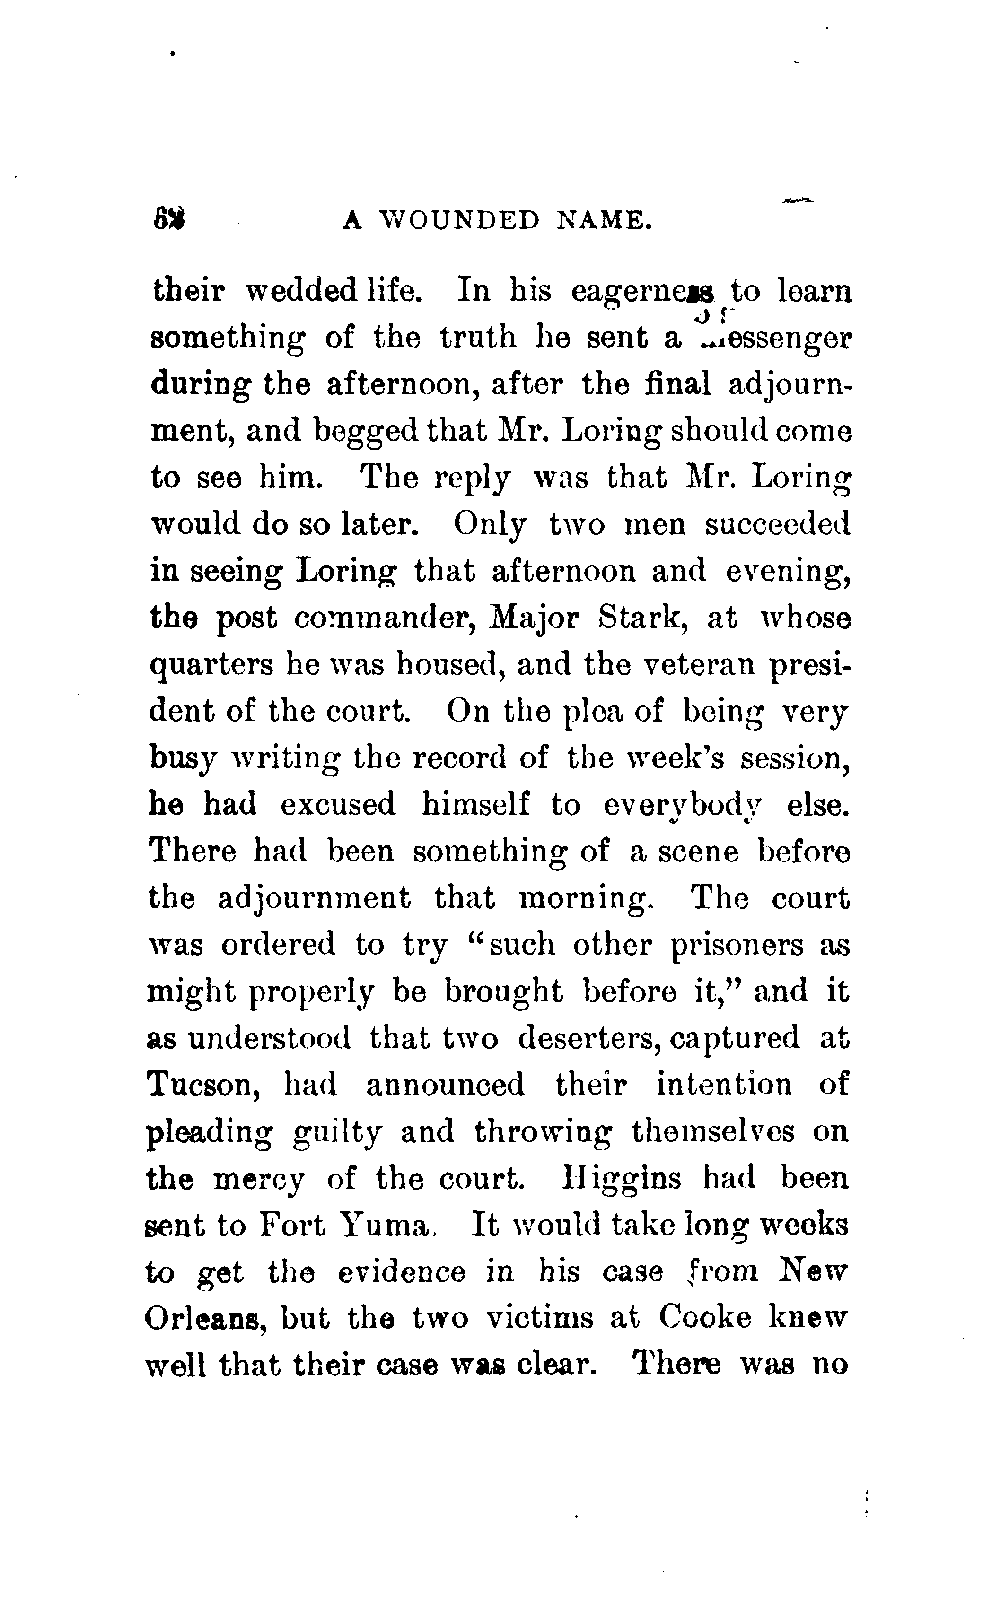 A WOUNDED NAME.
their wedded life. In his eagerness to learn
something of the truth he sent a messenger
during the afternoon, after the final adjourn-
ment, and begged that Mr. Loring should come
to see him. The reply was that Mr. Loring
would do so later. Only two men succeeded
in seeing Loring that afternoon and evening,
the post commander, Major Stark, at whose
quarters he was housed, and the veteran presi-
dent of the court. On the plea of being very
busy writing the record of the week's session,
he had excused himself to everybody else.
There had been something of a scene before
the adjournment that morning. The court
was ordered to try “such other prisoners as
might properly be brought before it,” and it
as understood that two deserters, captured at
Tucson, had announced their intention of
pleading guilty and throwing themselves on
the mercy of the court. Higgins had been
sent to Fort Yuma. It would take long weeks
to get the evidence in his case from New
Orleans, but the two victims at Cooke knew
well that their case was clear. There was no